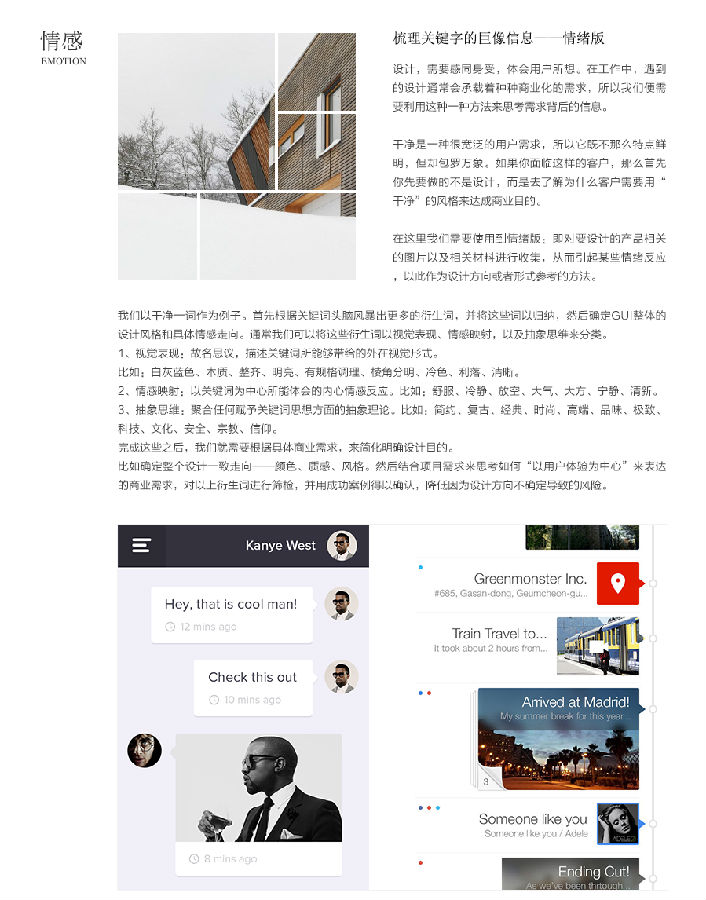 情感
EMOTION
梳理关键字的巨像信息——情绪版
设计，需要感同身受，体会用户所想。在工作中，遇到
的设计通常会承载着种种商业化的需求，所以我们便需
要利用这种一种方法来思考需求背后的信息。
干净是一种很宽泛的用户需求，所以它既不那么特点鲜
明，但却包罗万象。如果你面临这样的客户，那么首先
你先要做的不是设计，而是去了解为什么客户需要用“
干净”的风格来达成商业目的。
在这里我们需要使用到情绪版：即对要设计的产品相关
的图片以及相关材料进行收集，从而引起某些情绪反应
，以此作为设计方向或者形式参考的方法。
我们以干净一词作为例子。首先根据关键词头脑风暴出更多的衍生词，并将这些词以归纳，然后确定GUI整体的
设计风格和具体情感走向。通常我们可以将这些衍生词以视觉表现、情感映射，以及抽象思维来分类。
1、视觉表现：故名思议，描述关键词所能够带给的外在视觉形式。
比如：白灰蓝色、木质、整齐、明亮、有规格调理、棱角分明、冷色、利落、清晰。
2、情感映射：以关键词为中心所能体会的内心情感反应。比如：舒服、冷静、放空、大气、大方、宁静、清新。
3、抽象思维：聚合任何赋予关键词思想方面的抽象理论。比如：简约、复古、经典、时尚、高端、品味、极致、
科技、文化、安全、宗教、信仰。
完成这些之后，我们就需要根据具体商业需求，来简化明确设计目的。
比如确定整个设计一致走向——颜色、质感、风格。然后结合项目需求来思考如何“以用户体验为中心”来表达
的商业需求，对以上衍生词进行筛检，并用成功案例得以确认，降低因为设计方向不确定导致的风险。
Kanye West
Hey, that is cool man!
12 mins ago
Check this out
10 mins ago
8 mins ago
Greenmonster Inc.
#685, Gasan-dong, Geumcheon-gu...
Train Travel to...
It took about 2 hours from...
Arrived at Madrid!
My summer break for this year...
3
Someone like you
Someone like you / Adele
ADELE21
Ending Cut!
As we've been thrtough...